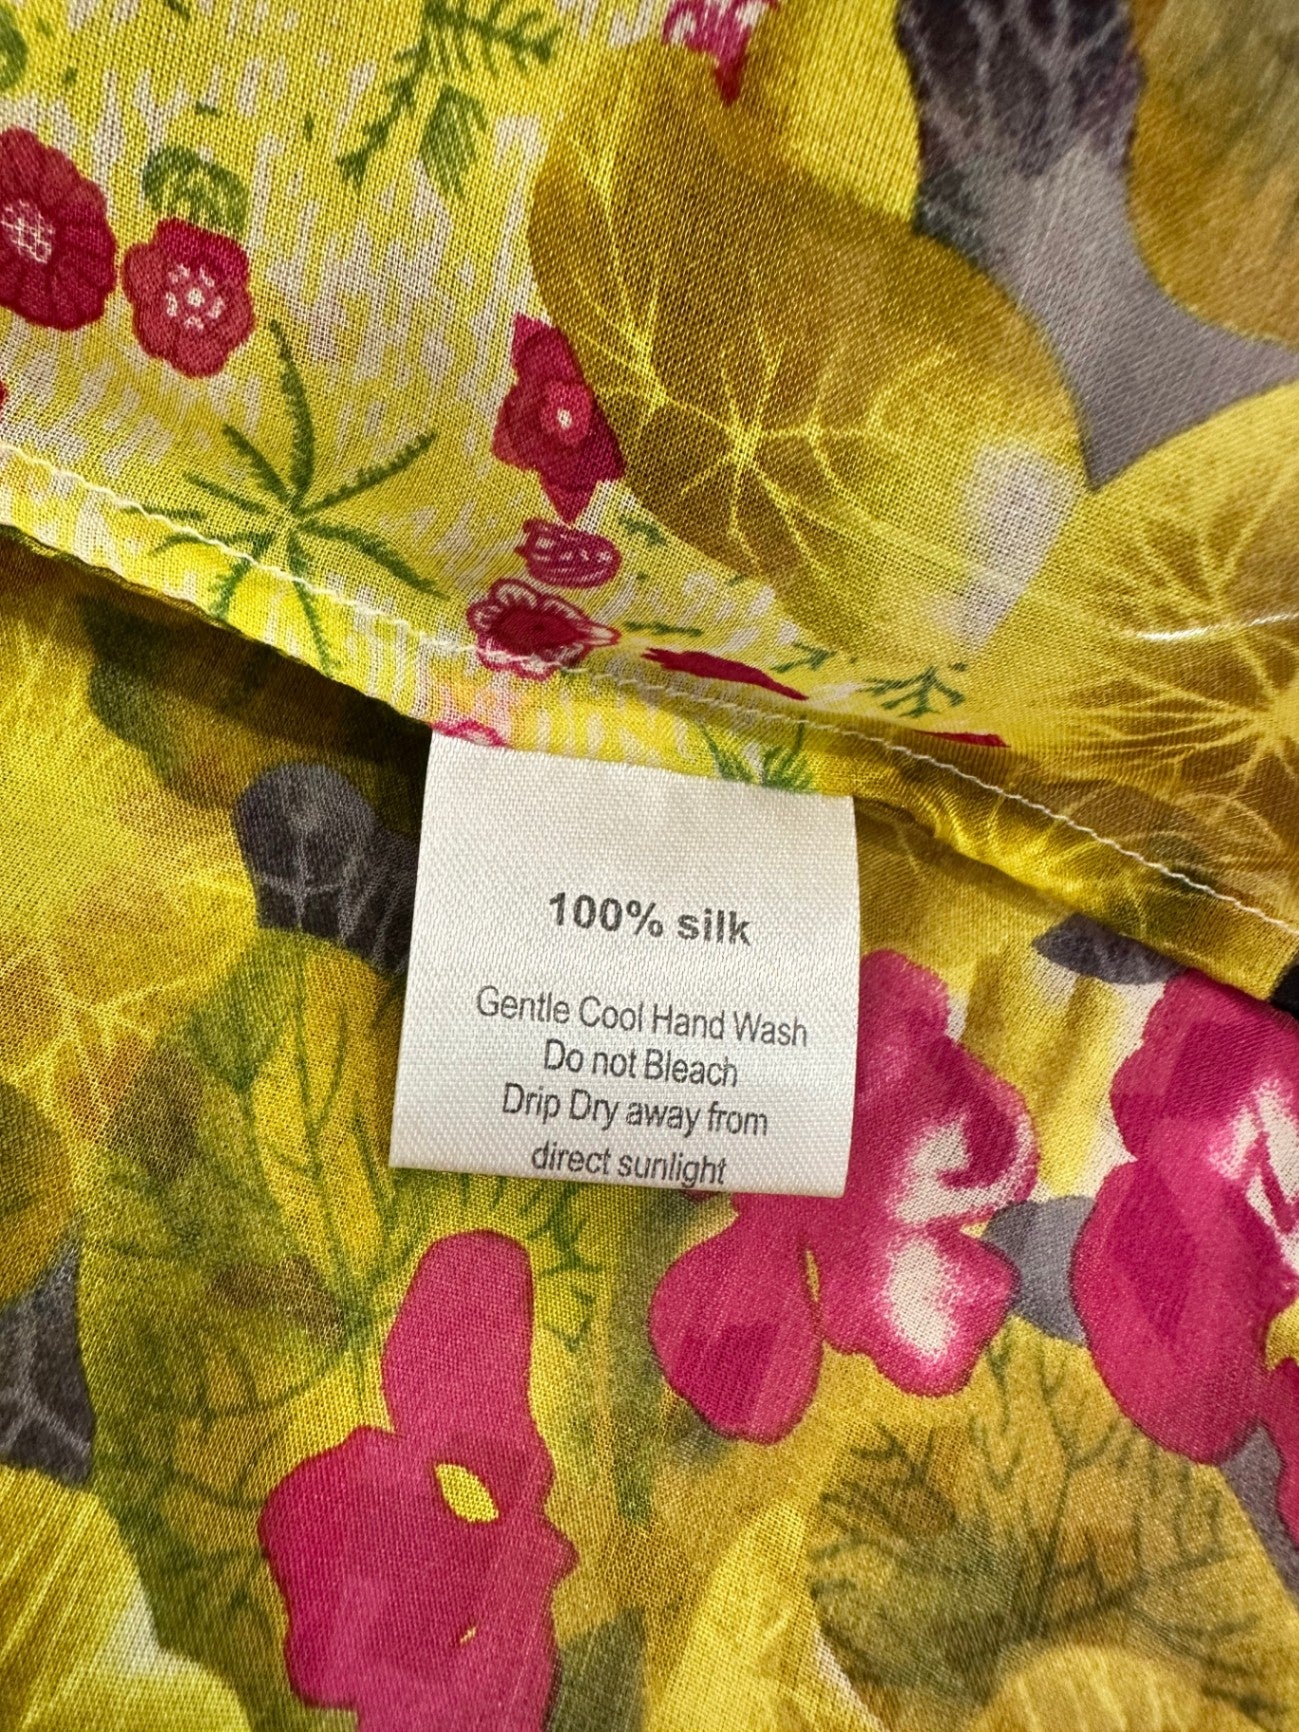 100% silk
Gentle Cool Hand Wash
Do not Bleach
Drip Dry away from
direct sunlight